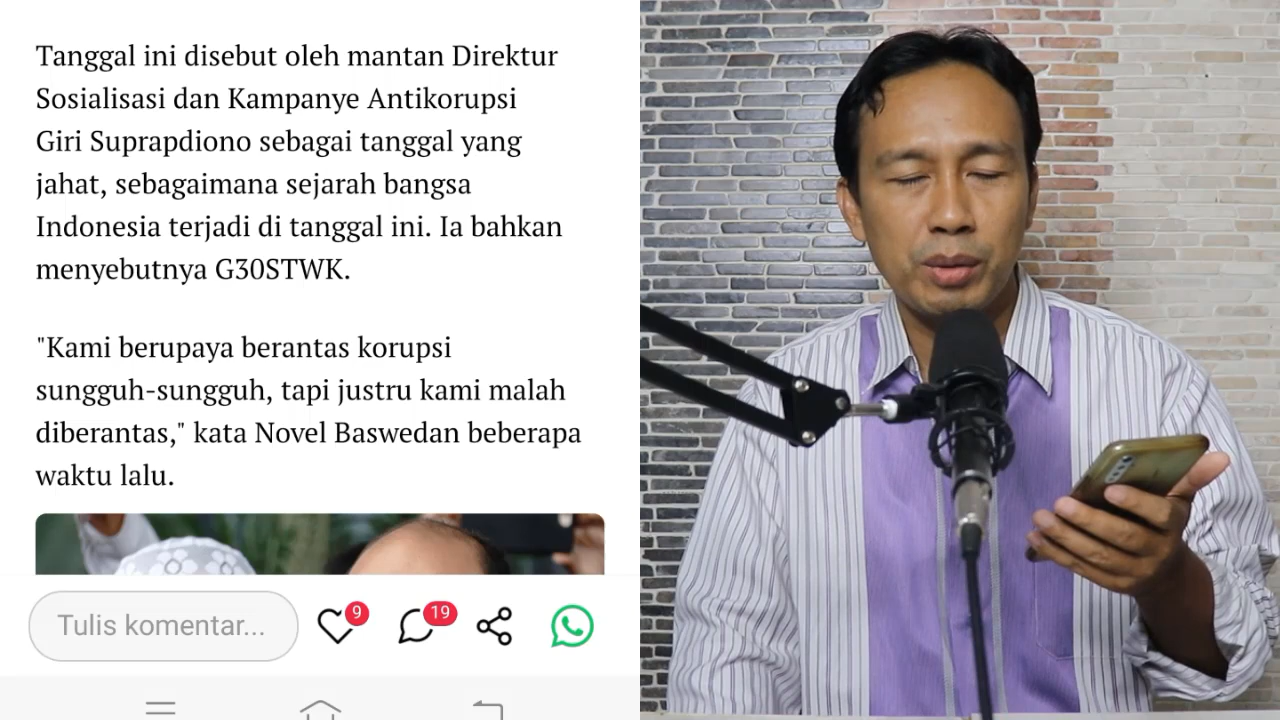 Tanggal ini disebut oleh mantan Direktur
Sosialisasi dan Kampanye Antikorupsi
Giri Suprapdiono sebagai tanggal yang
jahat, sebagaimana sejarah bangsa
Indonesia terjadi di tanggal ini. Ia bahkan
menyebutnya G30STWK.
"Kami berupaya berantas korupsi
sungguh-sungguh, tapi justru kami malah
diberantas," kata Novel Baswedan beberapa
waktu lalu.
Tulis komentar...
9
19